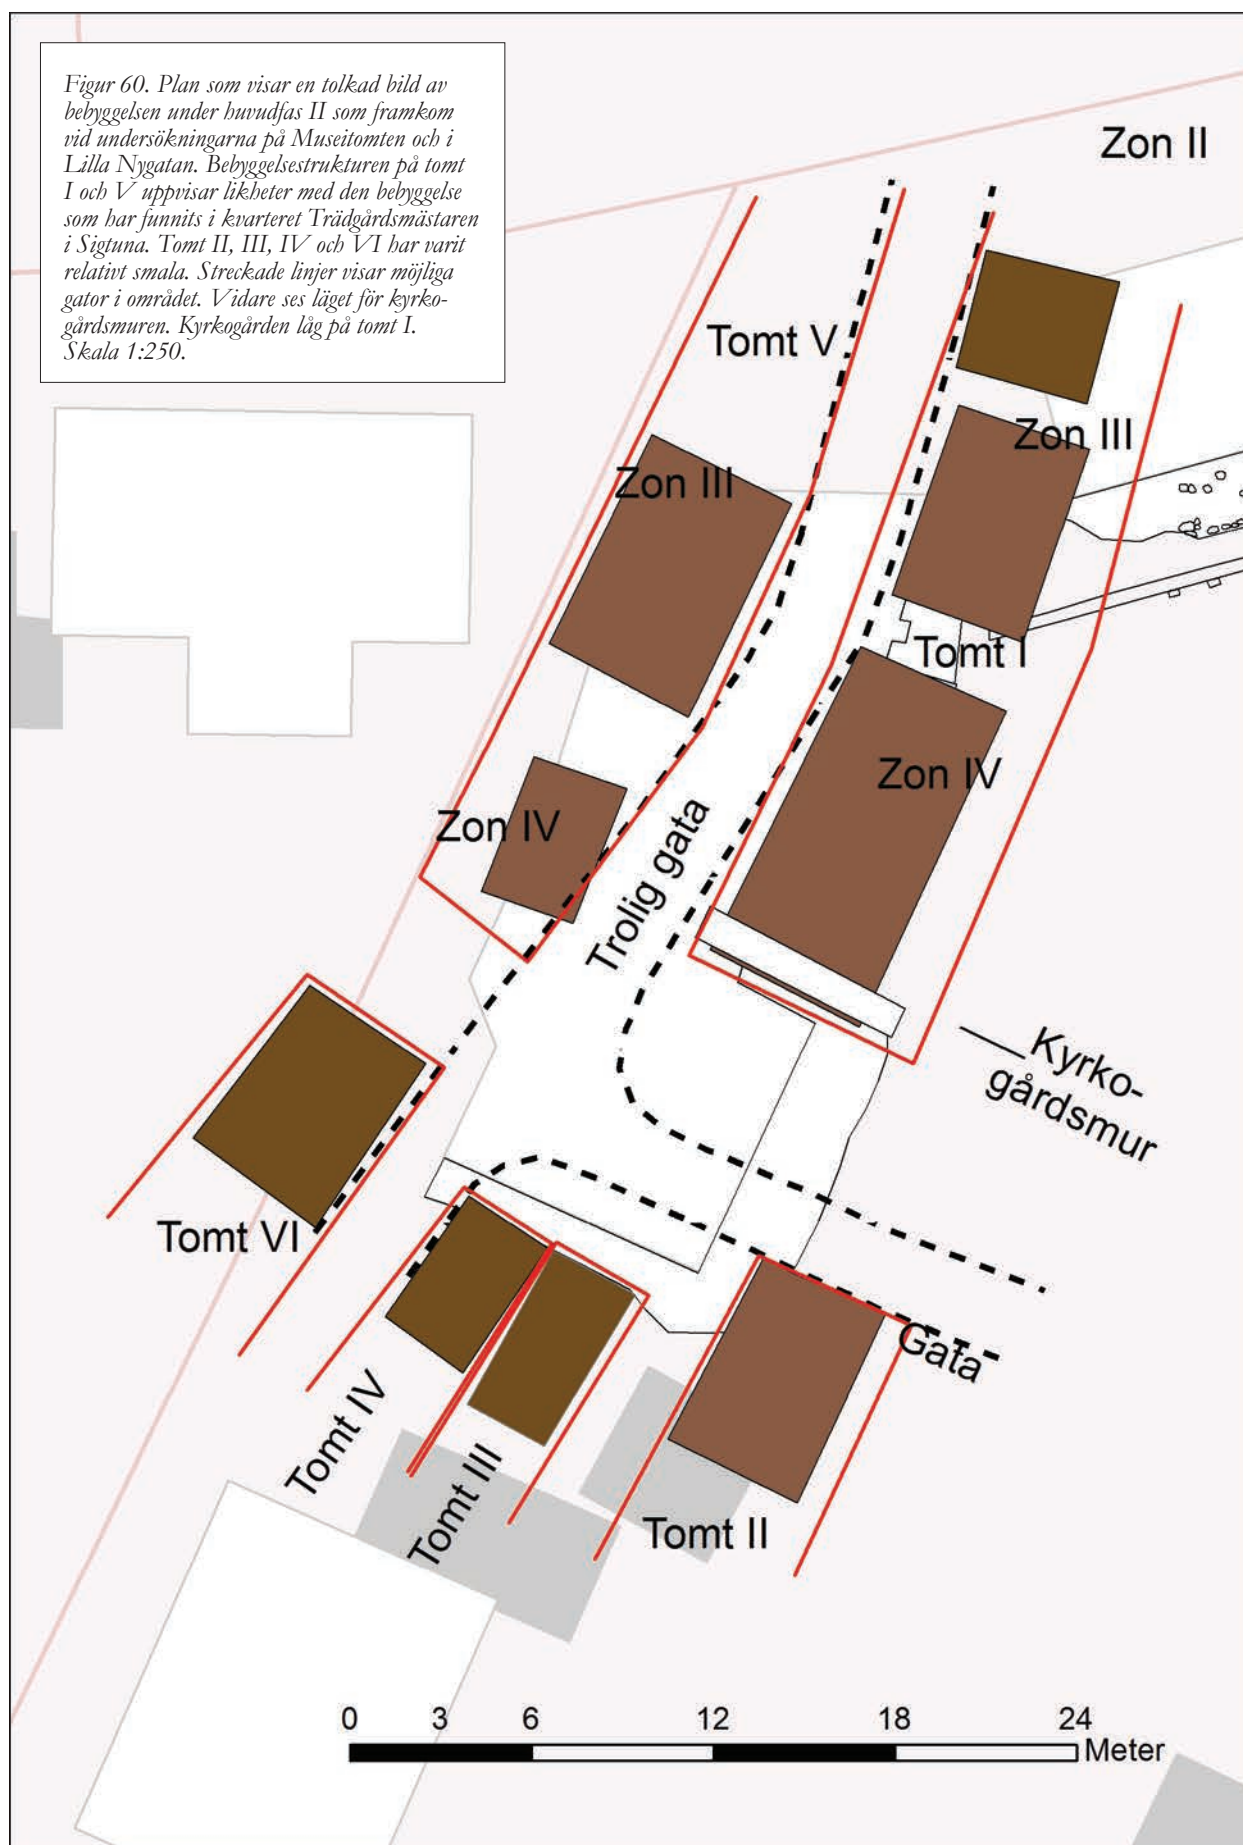 Figur 60. Plan som visar en tolkad bild av
bebyggelsen under huvudfas II som framkom
vid undersökningarna på Museitomten och i
Lilla Nygatan. Bebyggelsestrukturen på tomt
I och V uppvisar likheter med den bebyggelse
som har funnits i kvarteret Trädgårdsmästaren
i Sigtuna. Tomt II, III, IV och VI har varit
relativt smala. Streckade linjer visar möjliga
gator i området. Vidare ses läget för kyrko-
gårdsmuren. Kyrkogården låg på tomt I.
Skala 1:250.
Zon II
Tomt V
Zon III
Zon III
Tomt I
Zon IV
Zon IV
Trolig gata
Kyrko-
gårdsmur
Tomt VI
Gata
Tomt IV
Tomt III
Tomt II
0 3 6 12 18 24
Meter